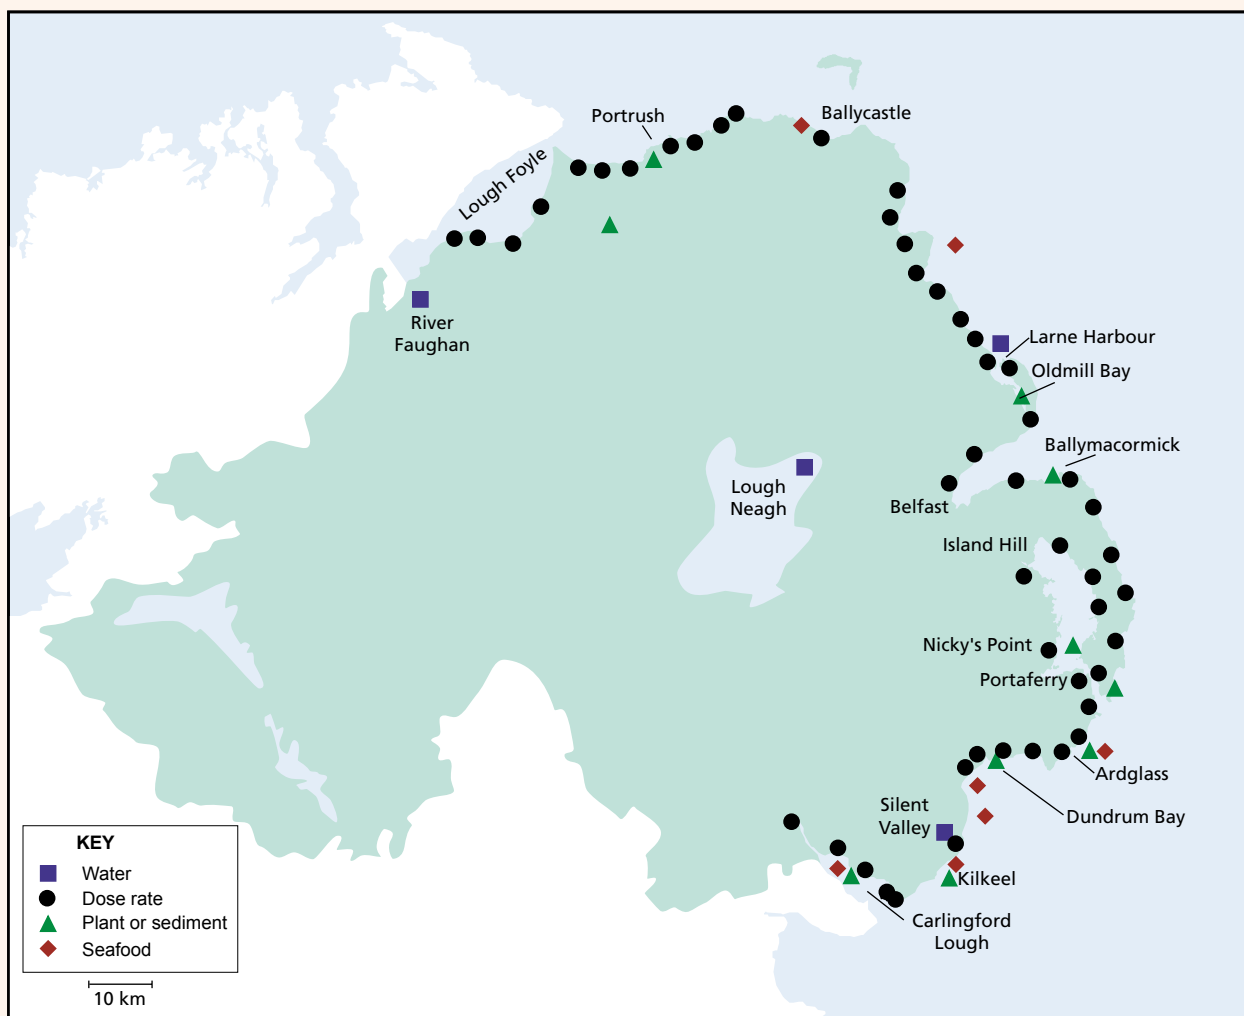 Portrush
Ballycastle
Lough Foyle
River
Faughan
Larne Harbour
Oldmill Bay
Ballymacormick
Lough
Neagh
Belfast
Island Hill
Nicky's Point
Portaferry
Ardglass
Dundrum Bay
Silent
Valley
Kilkeel
Carlingford
Lough
KEY
Water
Dose rate
Plant or sediment
Seafood
10 km